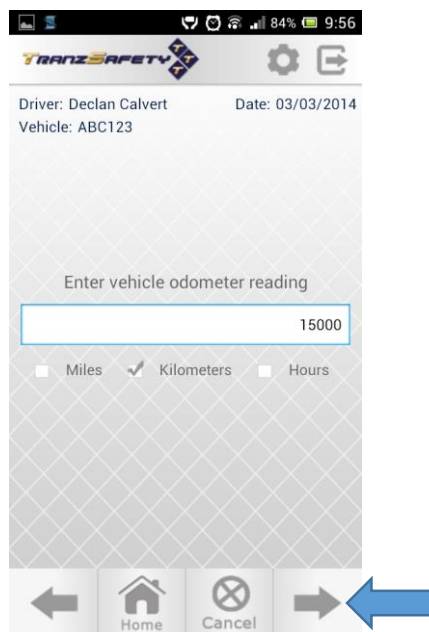 84% 9:56
TRANZSAFETY
T T T T
Driver: Declan Calvert Date: 03/03/2014
Vehicle: ABC123
Enter vehicle odometer reading
15000
Miles Kilometers Hours
Home Cancel